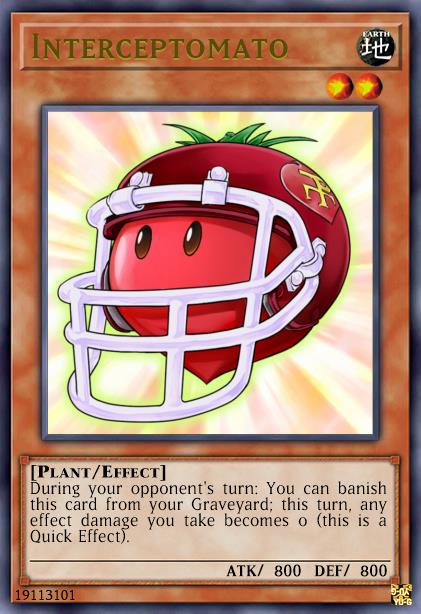 Interceptomato
EARTH
地
[Plant/Effect]
During your opponent's turn: You can banish
this card from your Graveyard; this turn, any
effect damage you take becomes 0 (this is a
Quick Effect).
ATK/ 800 DEF/ 800
19113101